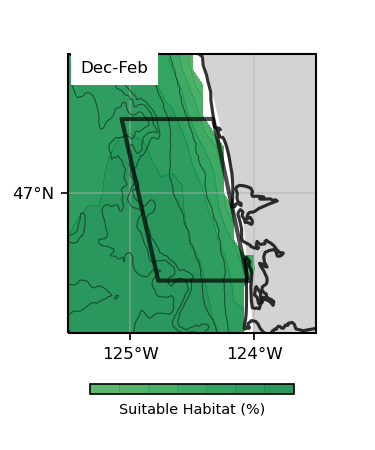 Dec-Feb
47°N
125°W 124°W
Suitable Habitat (%)